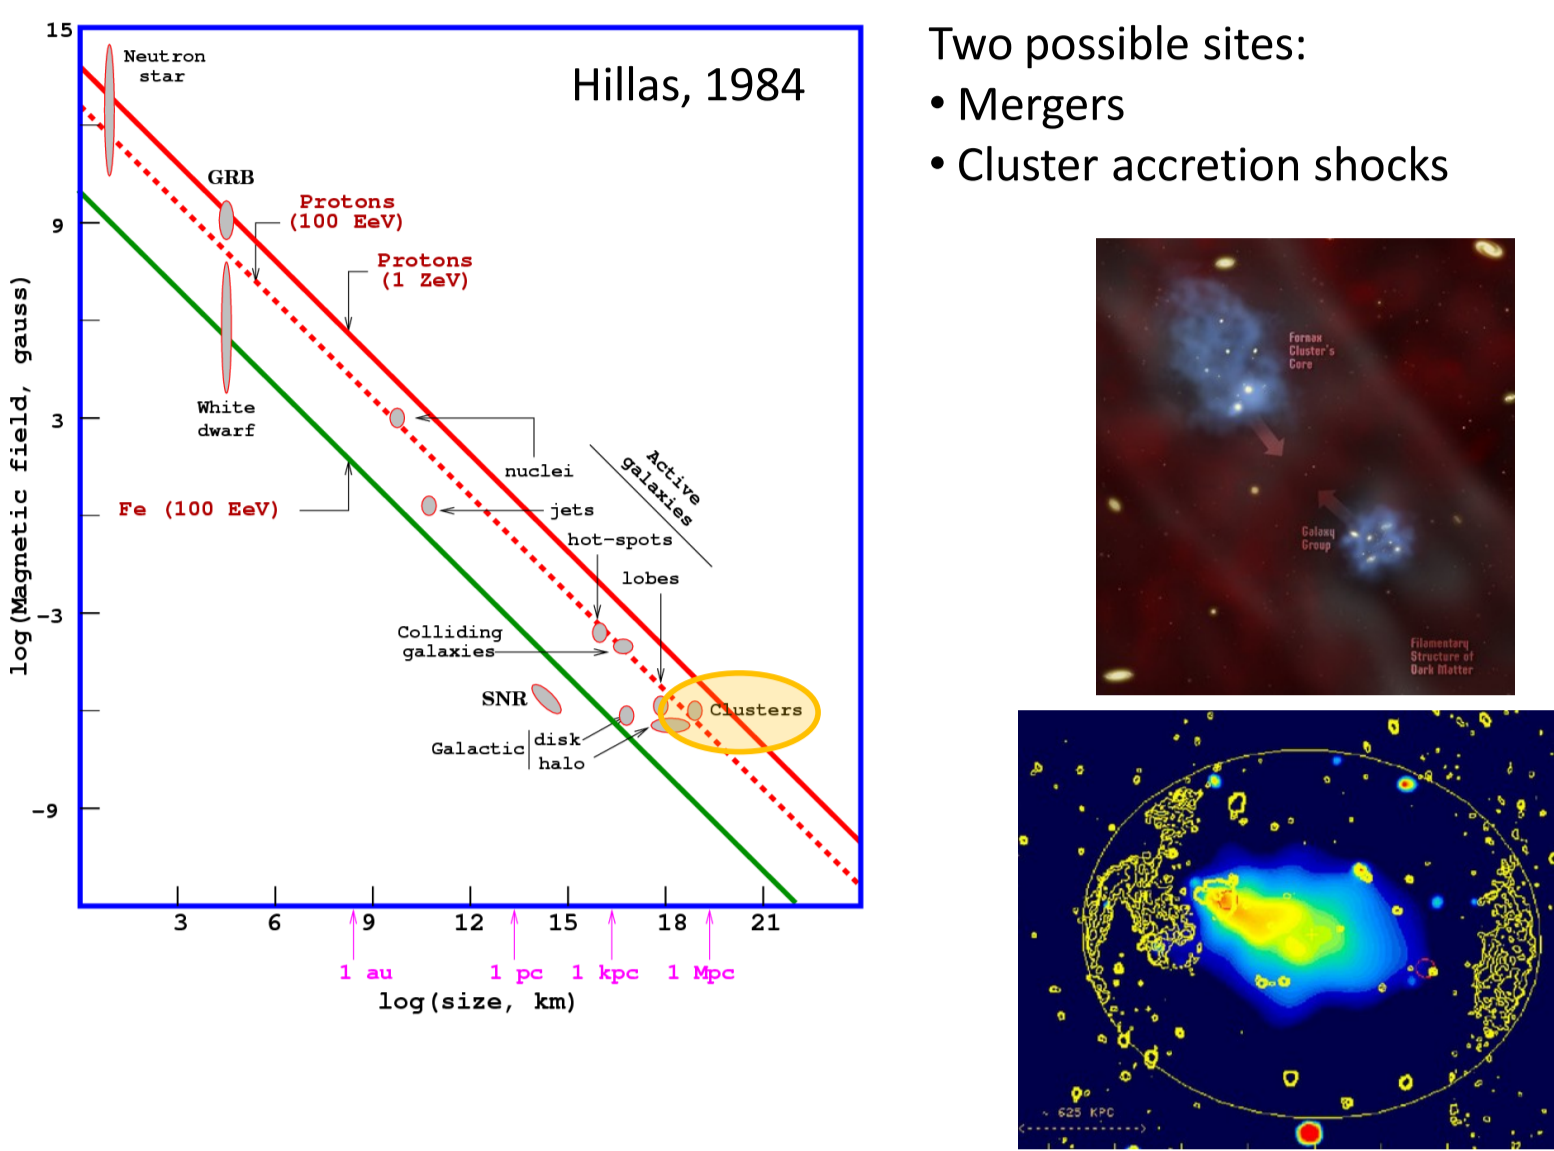 15
Neutron
star
Hillas, 1984
GRB
Protons
(100 EeV)
9
Protons
(1 ZeV)
log(Magnetic field, gauss)
White
dwarf
3
nuclei
Active
galaxies
Fe (100 EeV)
jets
hot-spots
lobes
-3
Colliding
galaxies
SNR
Clusters
Galactic
disk
halo
-9
3 6 9 12 15 18 21
1 au 1 pc 1 kpc 1 Mpc
log(size, km)
Two possible sites:
• Mergers
• Cluster accretion shocks
Fornax
Cluster's
Core
Galaxy
Group
Filamentary
Structure of
Dark Matter
~ 625 KPC